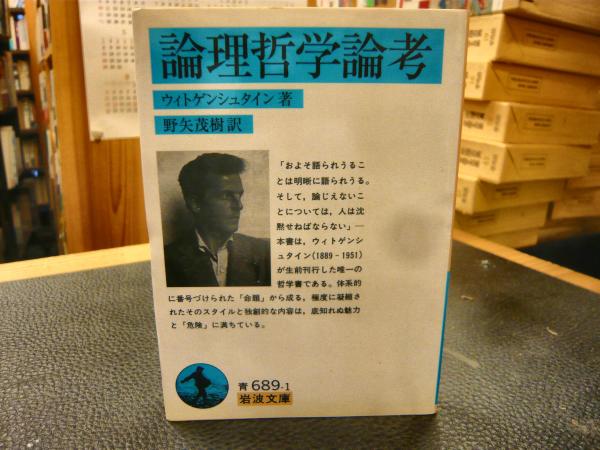 論理哲学論考
ウィトゲンシュタイン著
野矢茂樹訳
「およそ語られうるこ
とは明晰に語られうる。
そして,論じえないこ
とについては,人は沈
黙せねばならない」―
本書は,ウィトゲンシ
ュタイン(1889-1951)
が生前刊行した唯一の
哲学書である。体系的
に番号づけられた「命題」から成る,極度に凝縮さ
れたそのスタイルと独創的な内容は,底知れぬ魅力
と「危険」に満ちている。
青 689-1
岩波文庫